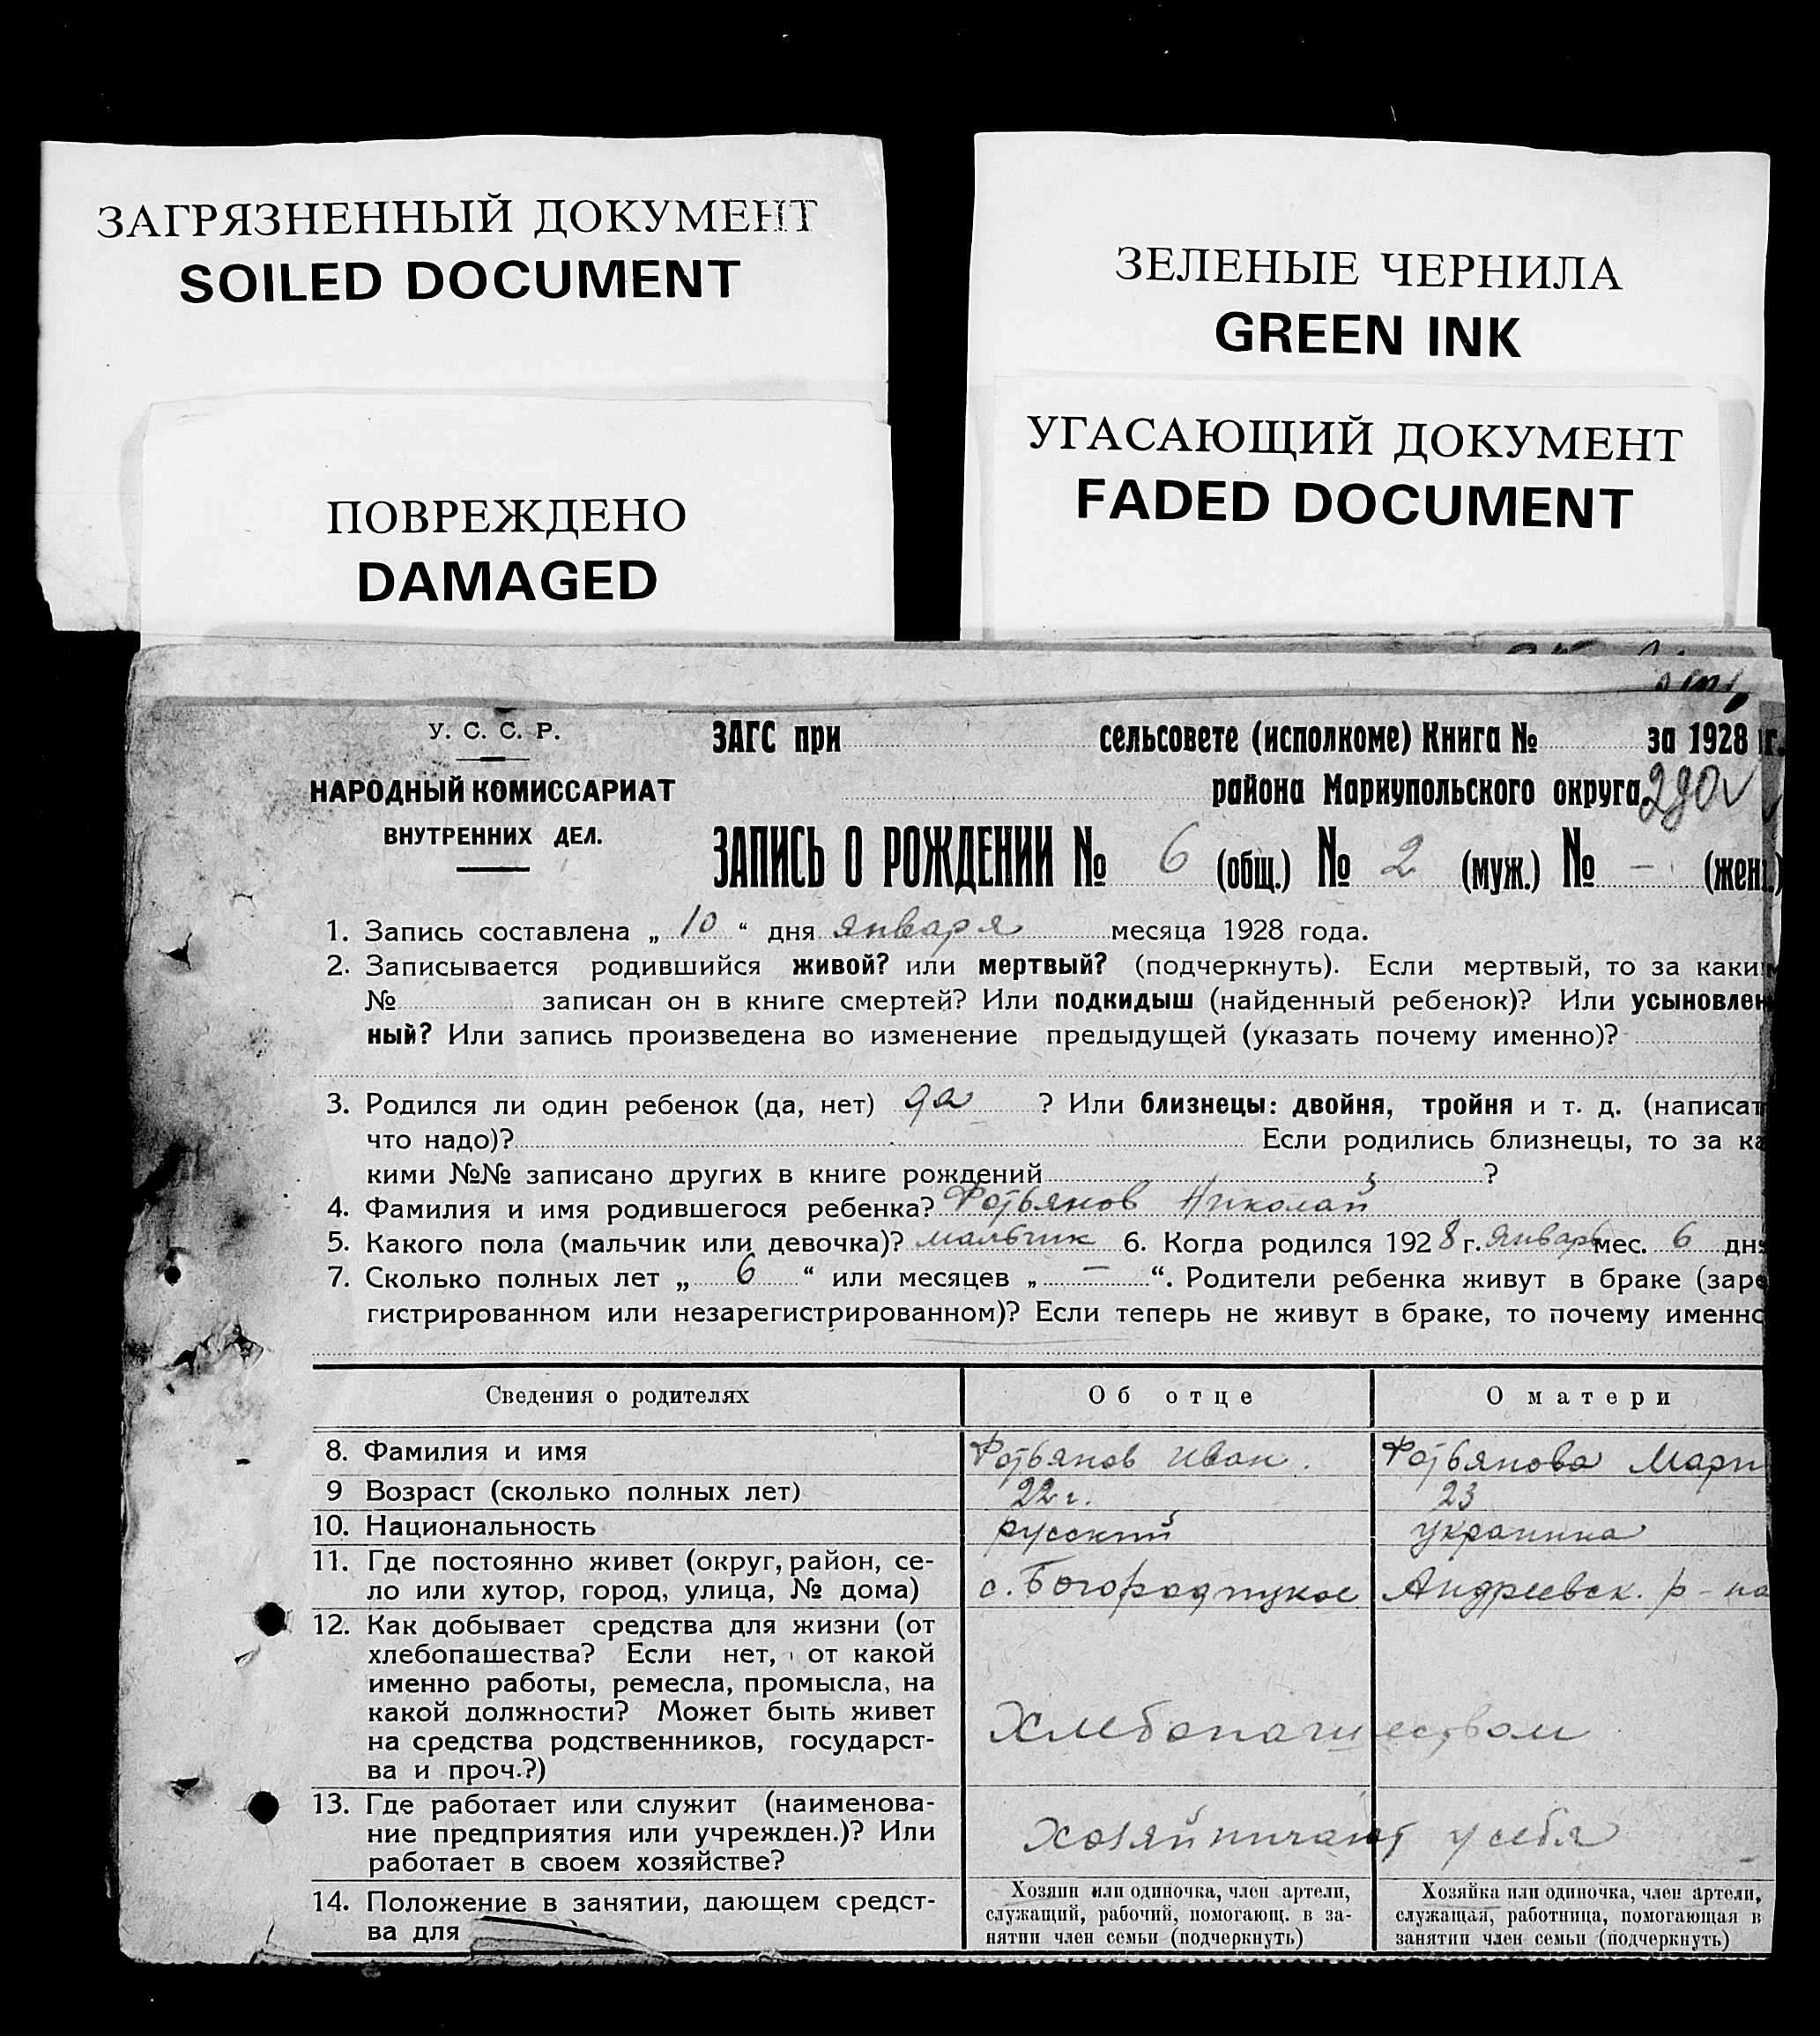 ЗАГРЯЗНЕННЫЙ ДОКУМЕНТ
SOILED DOCUMENT
ПОВРЕЖДЕНО
DAMAGED
ЗЕЛЕНЫЕ ЧЕРНИЛА
GREEN INK
УГАСАЮЩИЙ ДОКУМЕНТ
FADED DOCUMENT
У. С. С. Р.
НАРОДНЫЙ КОМИССАРИАТ
ВНУТРЕННИХ ДЕЛ.
ЗАГС при сельсовете (исполкоме) Книга № за 1928 г.
района Мариупольского округа
ЗАПИСЬ О РОЖДЕНИИ № 6 (общ.) № 2 (муж.) № — (жен.)
1. Запись составлена „ 10 “ дня января месяца 1928 года.
2. Записывается родившийся живой? или мертвый? (подчеркнуть). Если мертвый, то за каким
№ записан он в книге смертей? Или подкидыш (найденный ребенок)? Или усыновлен
ный? Или запись произведена во изменение предыдущей (указать почему именно)?
3. Родился ли один ребенок (да, нет) да ? Или близнецы: двойня, тройня и т. д. (написат
что надо)? Если родились близнецы, то за ка
кими №№ записано других в книге рождений ?
4. Фамилия и имя родившегося ребенка? Фотьянов Николай
5. Какого пола (мальчик или девочка)? мальчик 6. Когда родился 1928 г. январь мес. 6 дня
7. Сколько полных лет „ 6 “ или месяцев „ — “. Родители ребенка живут в браке (заре
гистрированном или незарегистрированном)? Если теперь не живут в браке, то почему именно
Сведения о родителях Об отце О матери
8. Фамилия и имя Фотьянов Иван. Фотьянова Мари
9 Возраст (сколько полных лет) 22 г. 23
10. Национальность русский украинка
11. Где постоянно живет (округ, район, се-
ло или хутор, город, улица, № дома) с. Богородицкое Андреевск. р-на
12. Как добывает средства для жизни (от
хлебопашества? Если нет, от какой
именно работы, ремесла, промысла, на
какой должности? Может быть живет
на средства родственников, государст-
ва и проч.?)
Хлебопашеством
13. Где работает или служит (наименова-
ние предприятия или учрежден.)? Или
работает в своем хозяйстве?
Хозяйничают у себя
14. Положение в занятии, дающем средст-
ва для
Хозяин или одиночка, член артели,
служащий, рабочий, помогающ. в за-
нятии член семьи (подчеркнуть)
Хозяйка или одиночка, член артели,
служащая, работница, помогающая в
занятии член семьи (подчеркнуть)